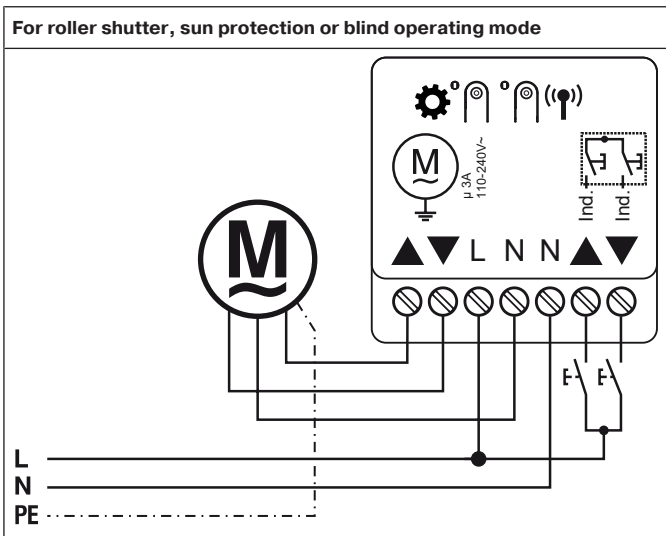 For roller shutter, sun protection or blind operating mode
M
µ 3A
110-240V~
Ind.
Ind.
L N N
M
L
N
PE